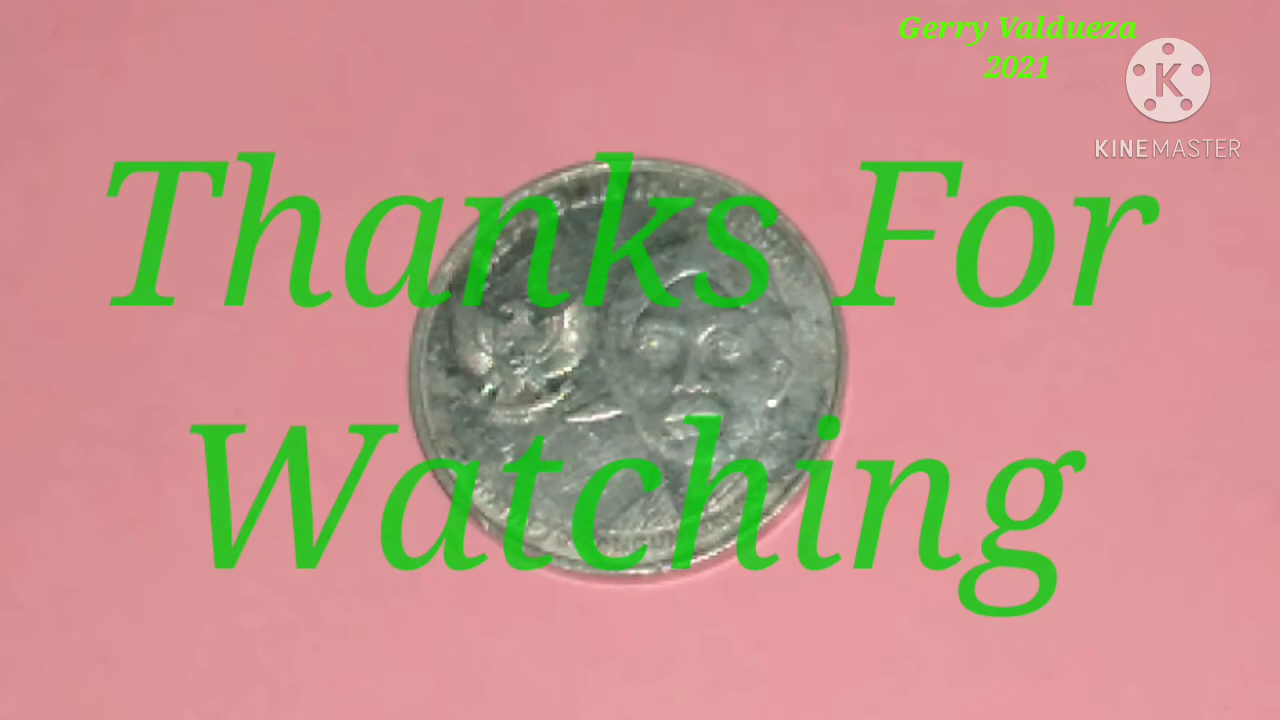 Gerry Valdueza
2021
K
KINEMASTER
Thanks For
Watching